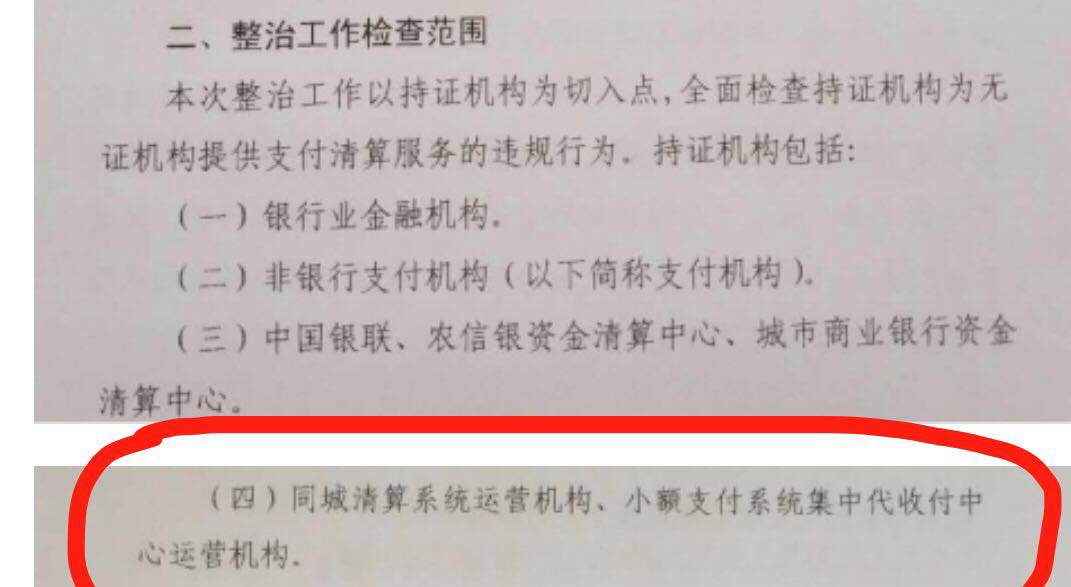 二、整治工作检查范围
本次整治工作以持证机构为切入点,全面检查持证机构为无
证机构提供支付清算服务的违规行为。持证机构包括:
(一)银行业金融机构。
(二)非银行支付机构(以下简称支付机构)。
(三)中国银联、农信银资金清算中心、城市商业银行资金
清算中心。
(四)同城清算系统运营机构、小额支付系统集中代收付中
心运营机构.